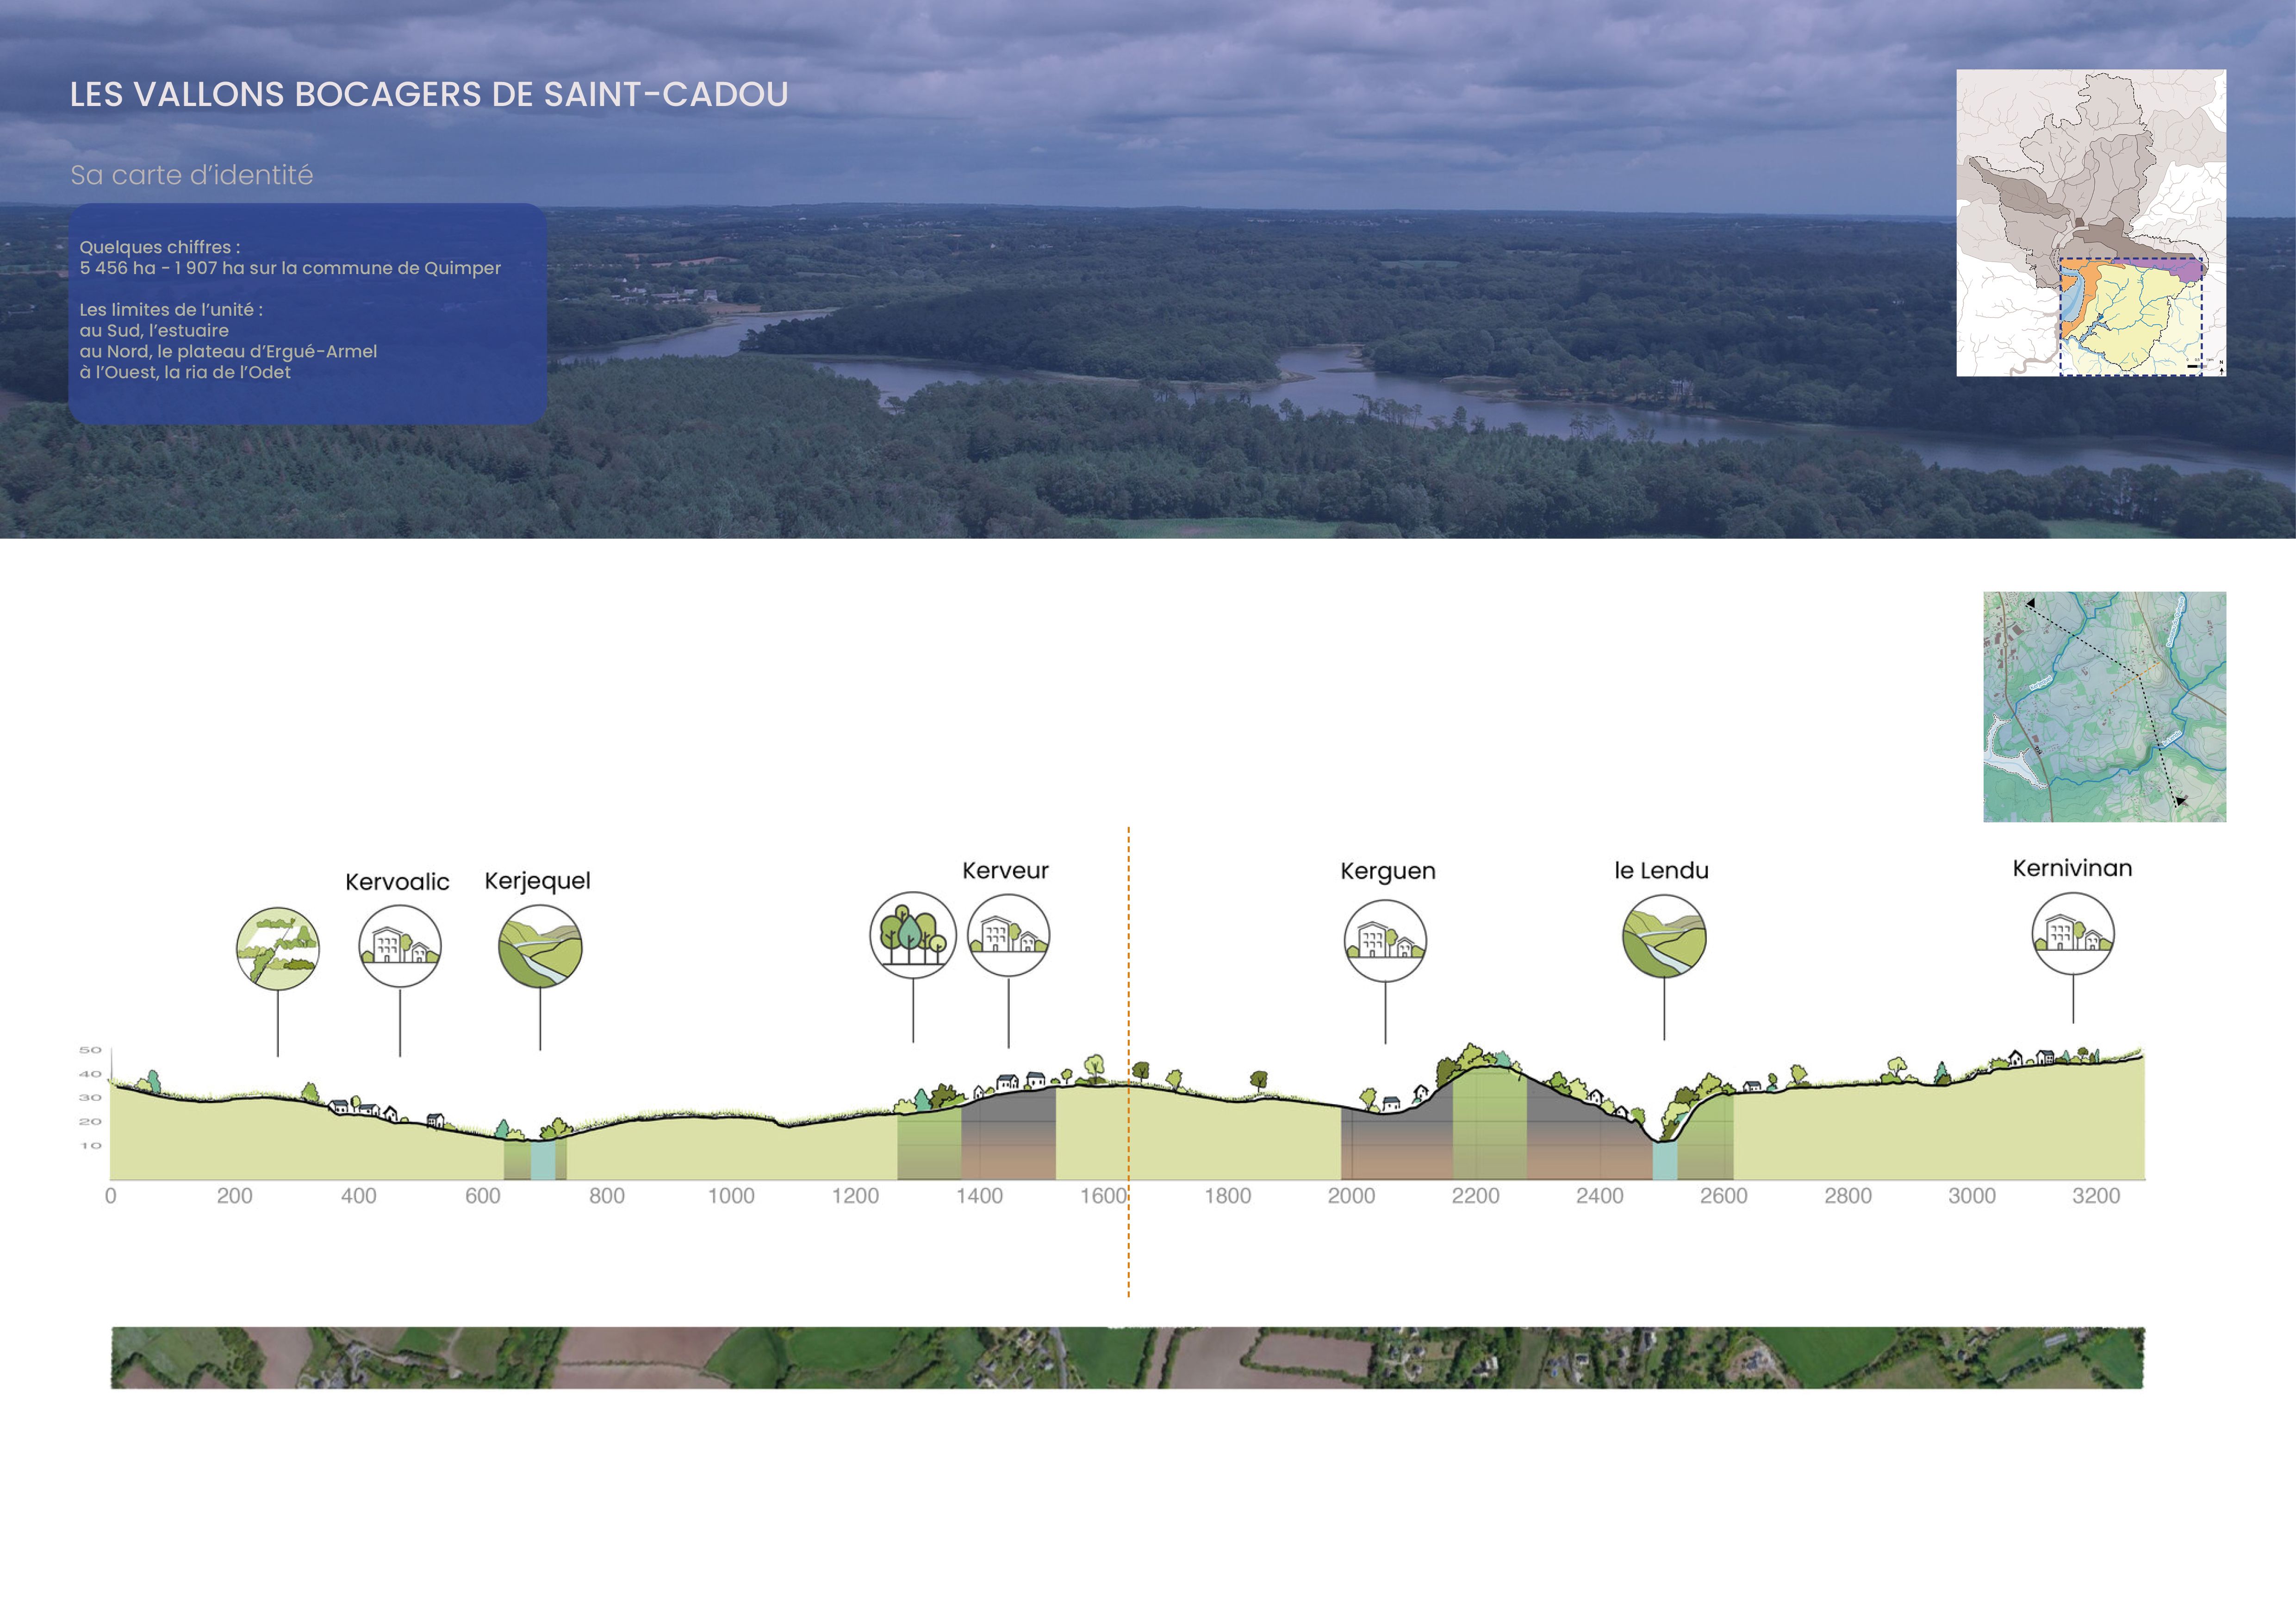 LES VALLONS BOCAGERS DE SAINT-CADOU
Sa carte d’identité
Quelques chiffres :
5 456 ha - 1 907 ha sur la commune de Quimper
Les limites de l’unité :
au Sud, l’estuaire
au Nord, le plateau d’Ergué-Armel
à l’Ouest, la ria de l’Odet
Kervoalic
Kerjequel
Kerveur
Kerguen
le Lendu
Kernivinan
50
40
30
20
10
0 200 400 600 800 1000 1200 1400 1600 1800 2000 2200 2400 2600 2800 3000 3200